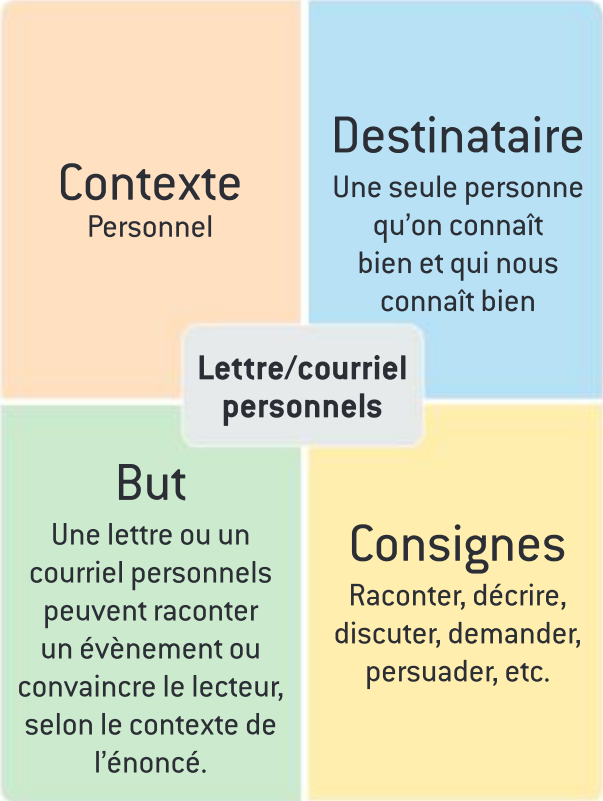 Contexte
Personnel
Destinataire
Une seule personne
qu’on connaît
bien et qui nous
connaît bien
Lettre/courriel
personnels
But
Une lettre ou un
courriel personnels
peuvent raconter
un évènement ou
convaincre le lecteur,
selon le contexte de
l’énoncé.
Consignes
Raconter, décrire,
discuter, demander,
persuader, etc.